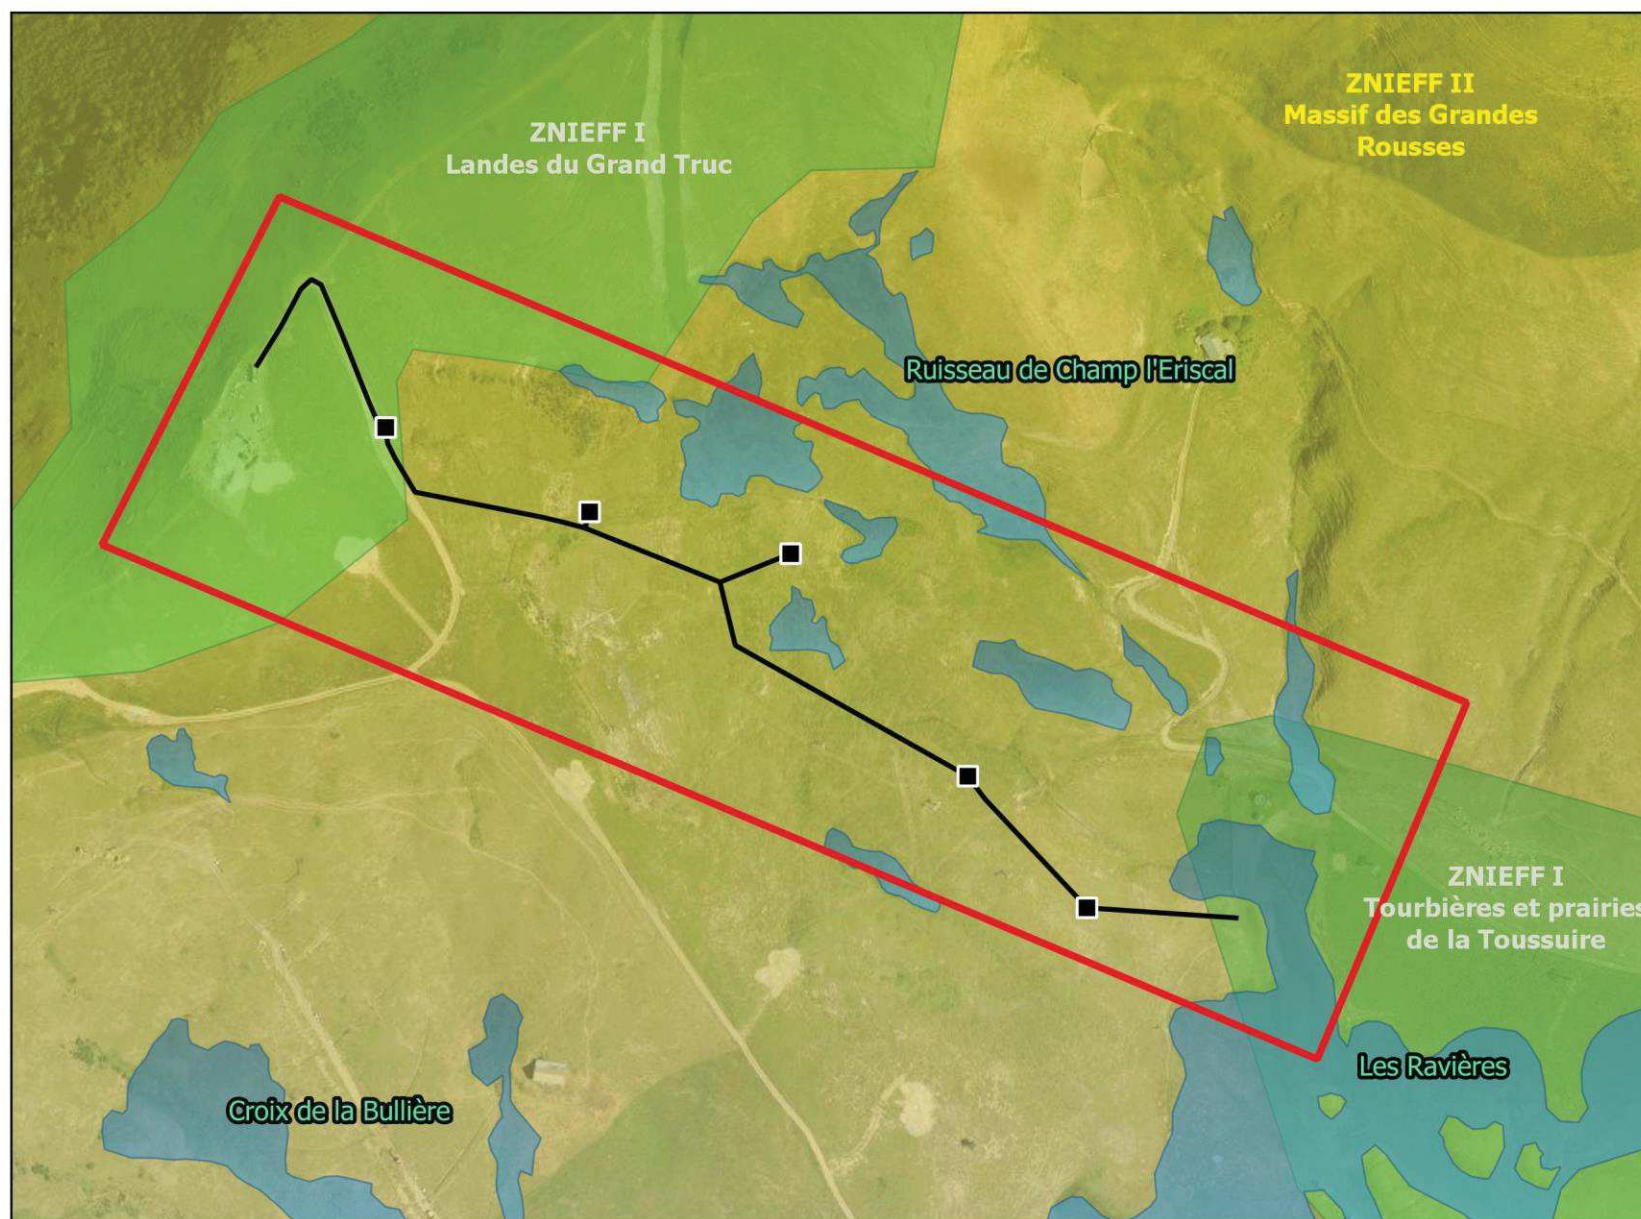 ZNIEFF II
Massif des Grandes
Rousses
ZNIEFF I
Landes du Grand Truc
Ruisseau de Champ l'Eriscal
ZNIEFF I
Tourbières et prairies
de la Toussuire
Les Ravières
Croix de la Bullière